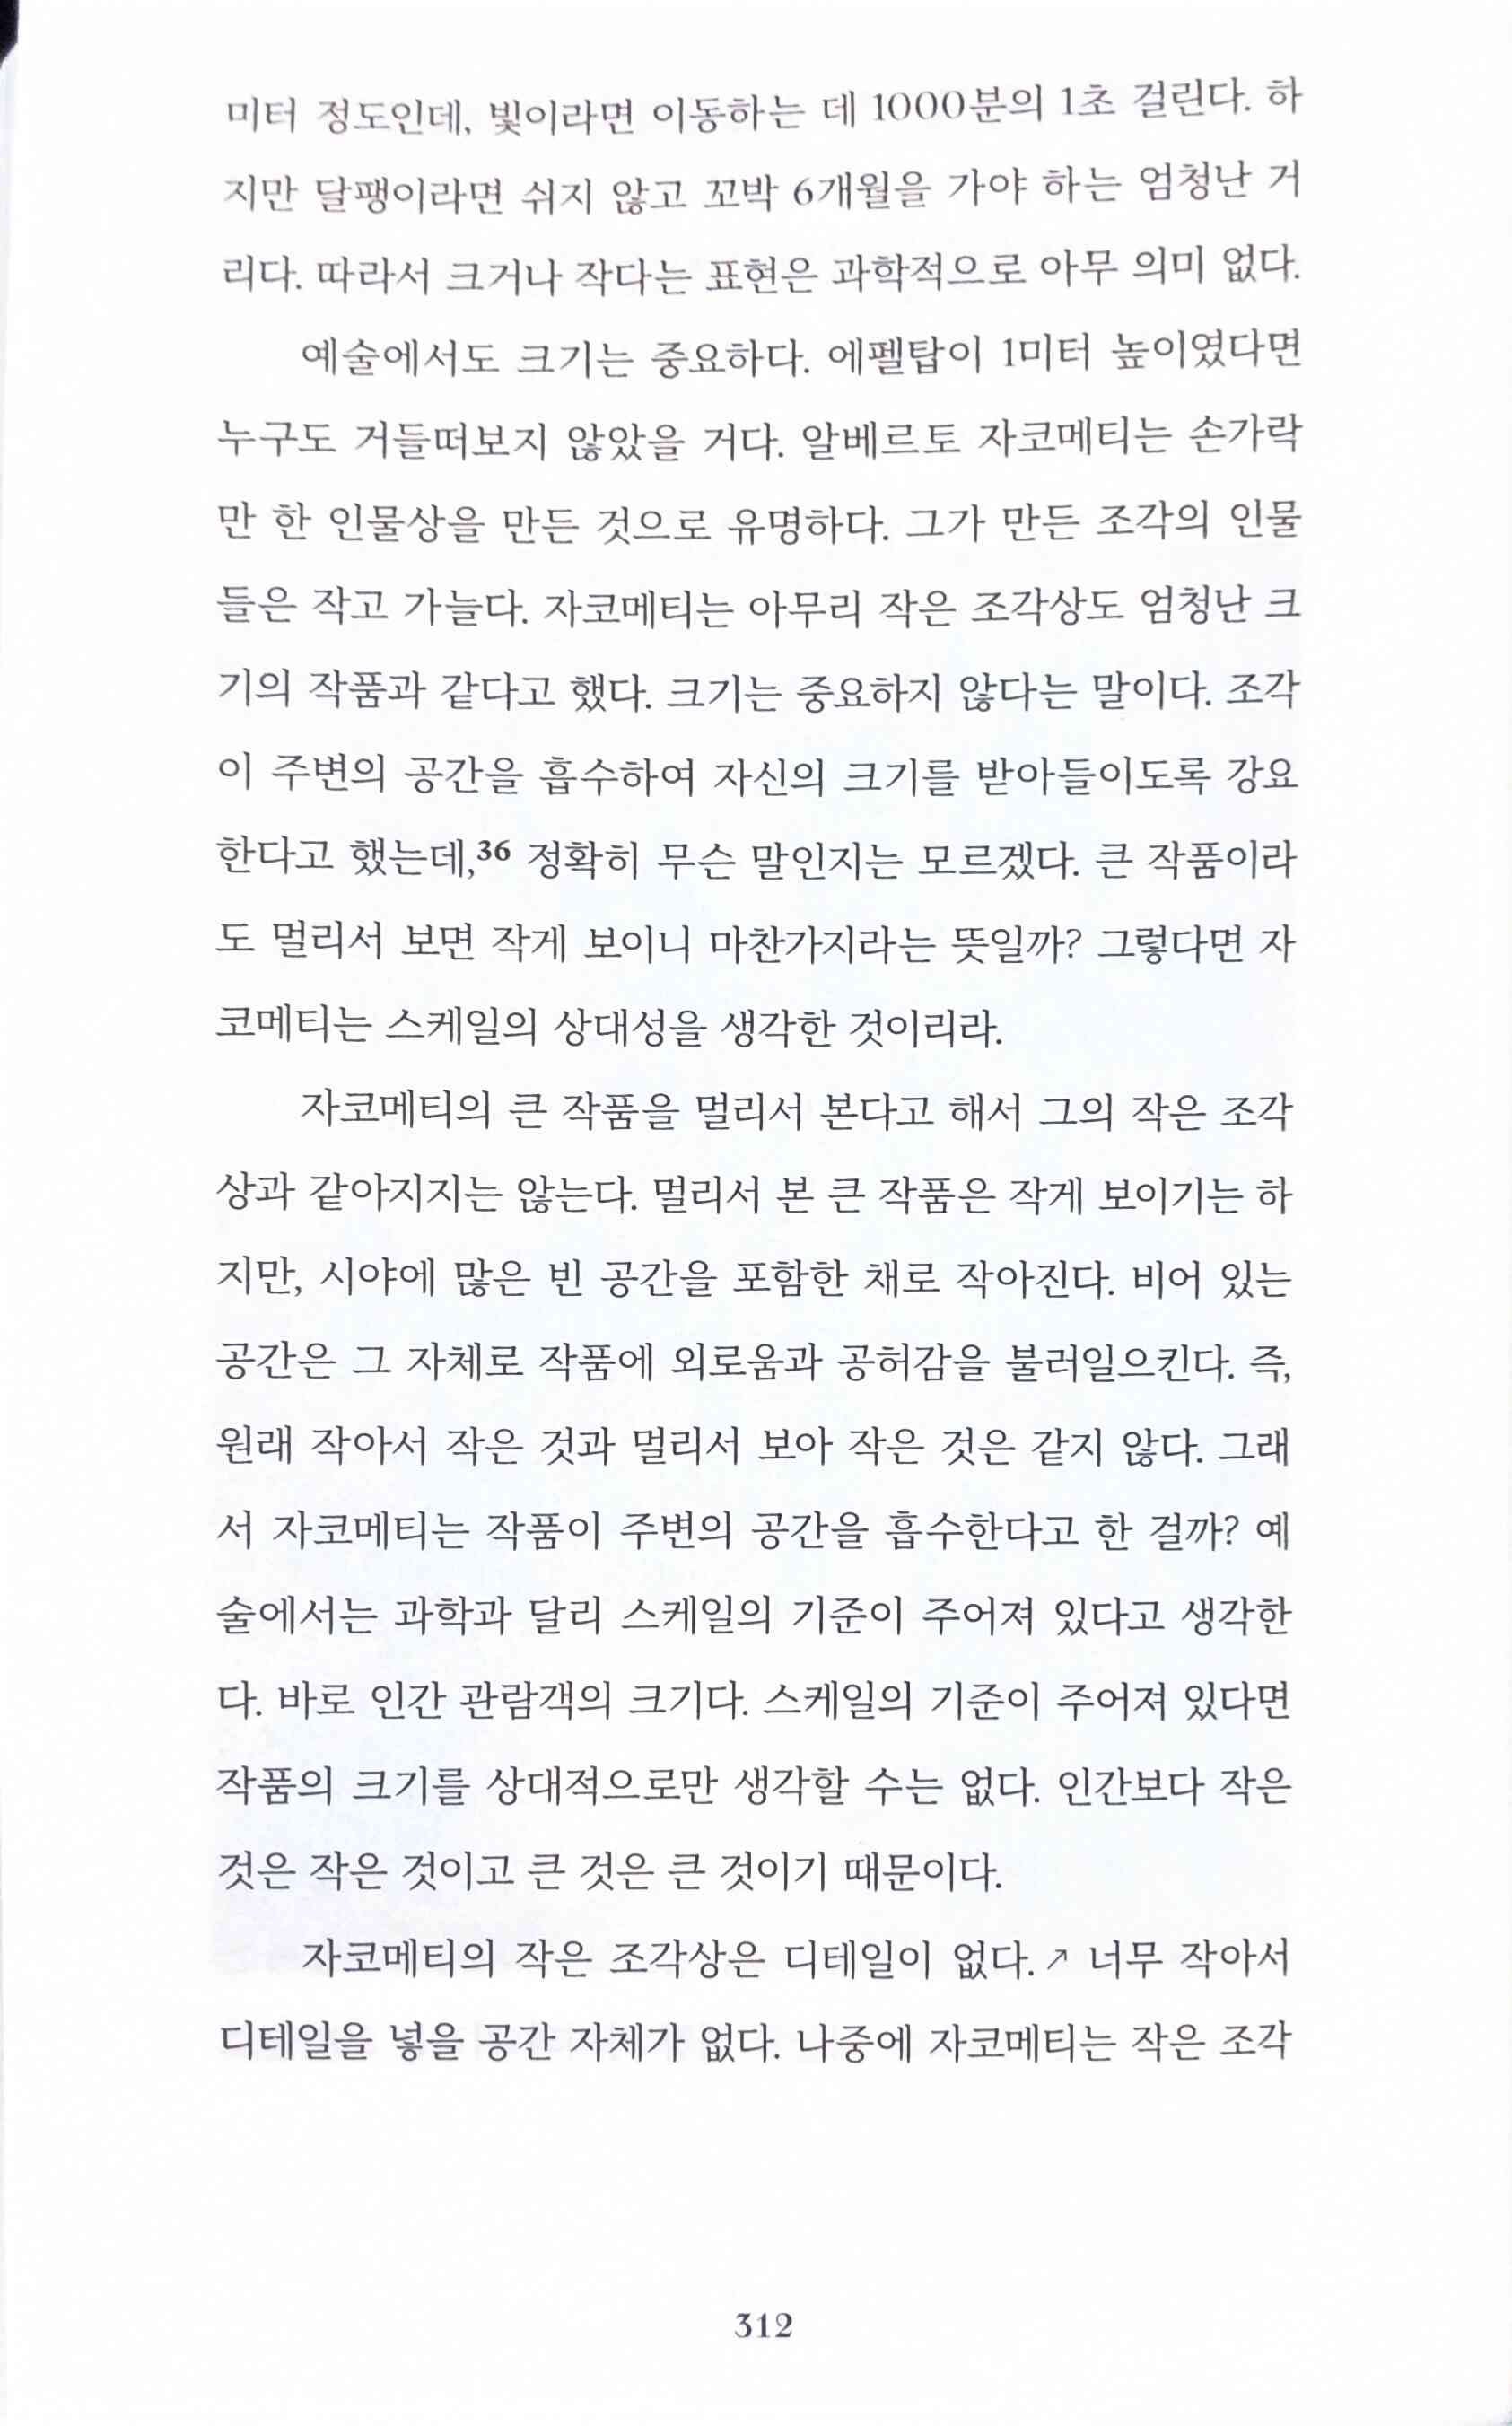 미터 정도인데, 빛이라면 이동하는 데 1000분의 1초 걸린다. 하
지만 달팽이라면 쉬지 않고 꼬박 6개월을 가야 하는 엄청난 거
리다. 따라서 크거나 작다는 표현은 과학적으로 아무 의미 없다.
예술에서도 크기는 중요하다. 에펠탑이 1미터 높이였다면
누구도 거들떠보지 않았을 거다. 알베르토 자코메티는 손가락
만 한 인물상을 만든 것으로 유명하다. 그가 만든 조각의 인물
들은 작고 가늘다. 자코메티는 아무리 작은 조각상도 엄청난 크
기의 작품과 같다고 했다. 크기는 중요하지 않다는 말이다. 조각
이 주변의 공간을 흡수하여 자신의 크기를 받아들이도록 강요
한다고 했는데,36 정확히 무슨 말인지는 모르겠다. 큰 작품이라
도 멀리서 보면 작게 보이니 마찬가지라는 뜻일까? 그렇다면 자
코메티는 스케일의 상대성을 생각한 것이리라.
자코메티의 큰 작품을 멀리서 본다고 해서 그의 작은 조각
상과 같아지지는 않는다. 멀리서 본 큰 작품은 작게 보이기는 하
지만, 시야에 많은 빈 공간을 포함한 채로 작아진다. 비어 있는
공간은 그 자체로 작품에 외로움과 공허감을 불러일으킨다. 즉,
원래 작아서 작은 것과 멀리서 보아 작은 것은 같지 않다. 그래
서 자코메티는 작품이 주변의 공간을 흡수한다고 한 걸까? 예
술에서는 과학과 달리 스케일의 기준이 주어져 있다고 생각한
다. 바로 인간 관람객의 크기다. 스케일의 기준이 주어져 있다면
작품의 크기를 상대적으로만 생각할 수는 없다. 인간보다 작은
것은 작은 것이고 큰 것은 큰 것이기 때문이다.
자코메티의 작은 조각상은 디테일이 없다.↗ 너무 작아서
디테일을 넣을 공간 자체가 없다. 나중에 자코메티는 작은 조각
312